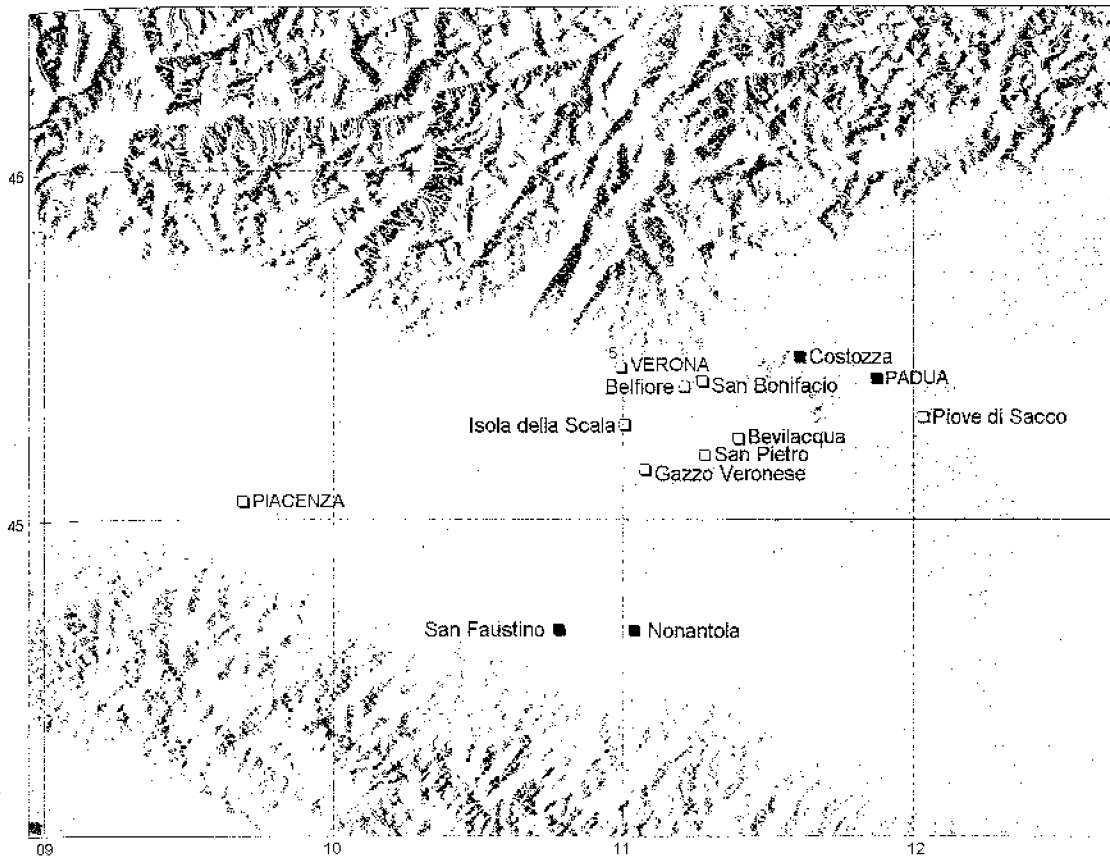 46
5
VERONA
Costozza
Belfiore
San Bonifacio
PADUA
Isola della Scala
Piove di Sacco
Bevilacqua
San Pietro
Gazzo Veronese
PIACENZA
45
San Faustino
Nonantola
09 10 11 12